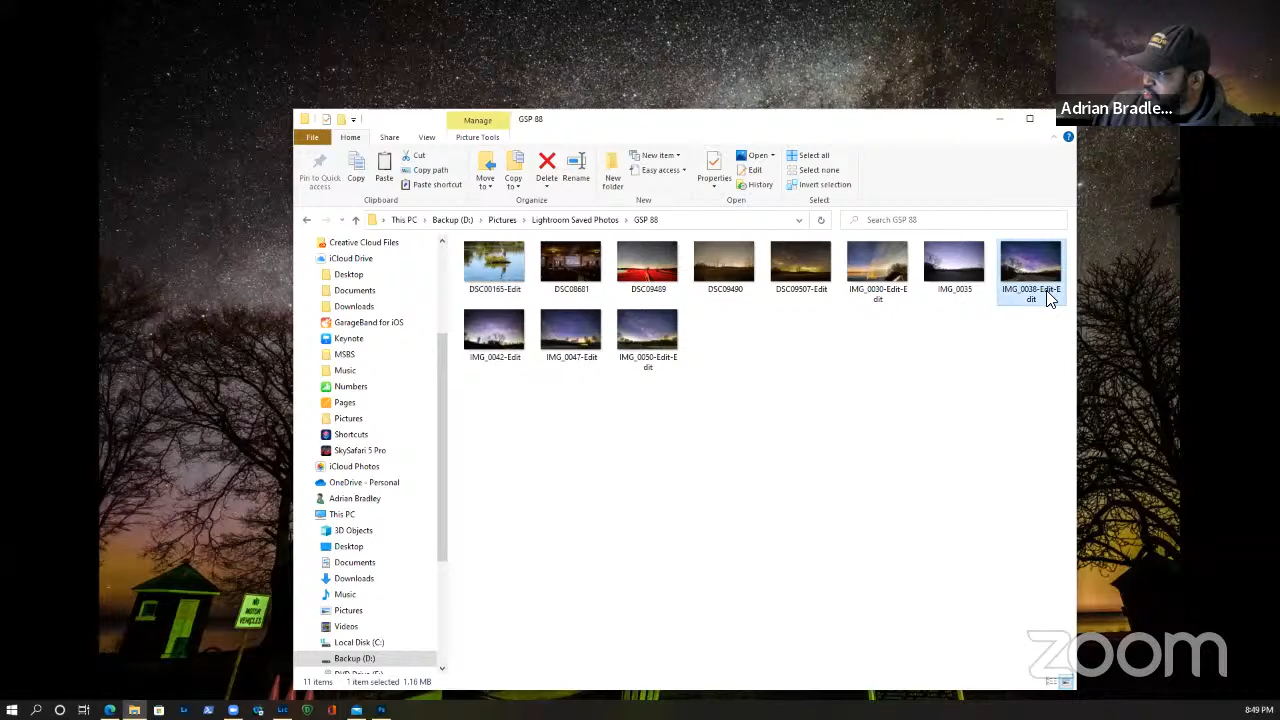 Adrian Bradle...
Manage
GSP 88
File
Home
Share
View
Picture Tools
Pin to Quick access
Copy
Paste
Cut
Copy path
Paste shortcut
Clipboard
Move to
Copy to
Delete
Rename
Organize
New folder
New item
Easy access
New
Properties
Open
Edit
History
Open
Select all
Select none
Invert selection
Select
This PC
Backup (D:)
Pictures
Lightroom Saved Photos
GSP 88
Search GSP 88
Creative Cloud Files
iCloud Drive
Desktop
Documents
Downloads
GarageBand for iOS
Keynote
MSBS
Music
Numbers
Pages
Pictures
Shortcuts
SkySafari 5 Pro
iCloud Photos
OneDrive - Personal
Adrian Bradley
This PC
3D Objects
Desktop
Documents
Downloads
Music
Pictures
Videos
Local Disk (C:)
Backup (D:)
DSC00165-Edit
DSC08681
DSC09489
DSC09490
DSC09507-Edit
IMG_0030-Edit-E
dit
IMG_0035
IMG_0038-Edit-E
dit
IMG_0042-Edit
IMG_0047-Edit
IMG_0050-Edit-E
dit
11 items
1 item selected 1.16 MB
NO
MOTOR
VEHICLES
zoom
8:49 PM